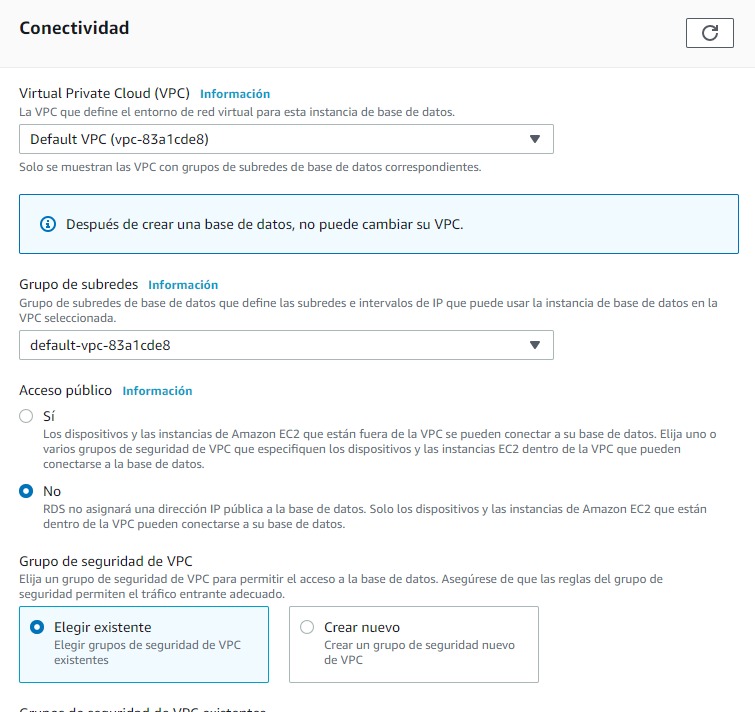 Conectividad
Virtual Private Cloud (VPC) Información
La VPC que define el entorno de red virtual para esta instancia de base de datos.
Default VPC (vpc-83a1cde8)
Solo se muestran las VPC con grupos de subredes de base de datos correspondientes.
Después de crear una base de datos, no puede cambiar su VPC.
Grupo de subredes Información
Grupo de subredes de base de datos que define las subredes e intervalos de IP que puede usar la instancia de base de datos en la
VPC seleccionada.
default-vpc-83a1cde8
Acceso público Información
Sí
Los dispositivos y las instancias de Amazon EC2 que están fuera de la VPC se pueden conectar a su base de datos. Elija uno o
varios grupos de seguridad de VPC que especifiquen los dispositivos y las instancias EC2 dentro de la VPC que pueden
conectarse a la base de datos.
No
RDS no asignará una dirección IP pública a la base de datos. Solo los dispositivos y las instancias de Amazon EC2 que están
dentro de la VPC pueden conectarse a su base de datos.
Grupo de seguridad de VPC
Elija un grupo de seguridad de VPC para permitir el acceso a la base de datos. Asegúrese de que las reglas del grupo de
seguridad permiten el tráfico entrante adecuado.
Elegir existente
Elegir grupos de seguridad de VPC
existentes
Crear nuevo
Crear un grupo de seguridad nuevo
de VPC
Grupos de seguridad de VPC existentes